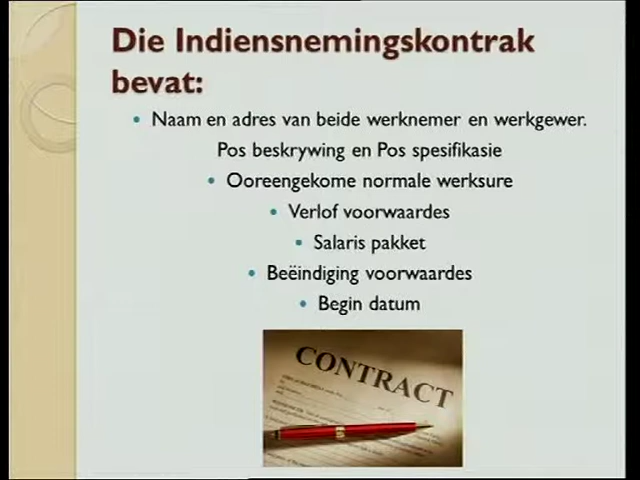 Die Indiensnemingskontrak
bevat:
• Naam en adres van beide werknemer en werkgewer.
Pos beskrywing en Pos spesifikasie
• Ooreengekome normale werksure
• Verlof voorwaardes
• Salaris pakket
• Beëindiging voorwaardes
• Begin datum
CONTRACT